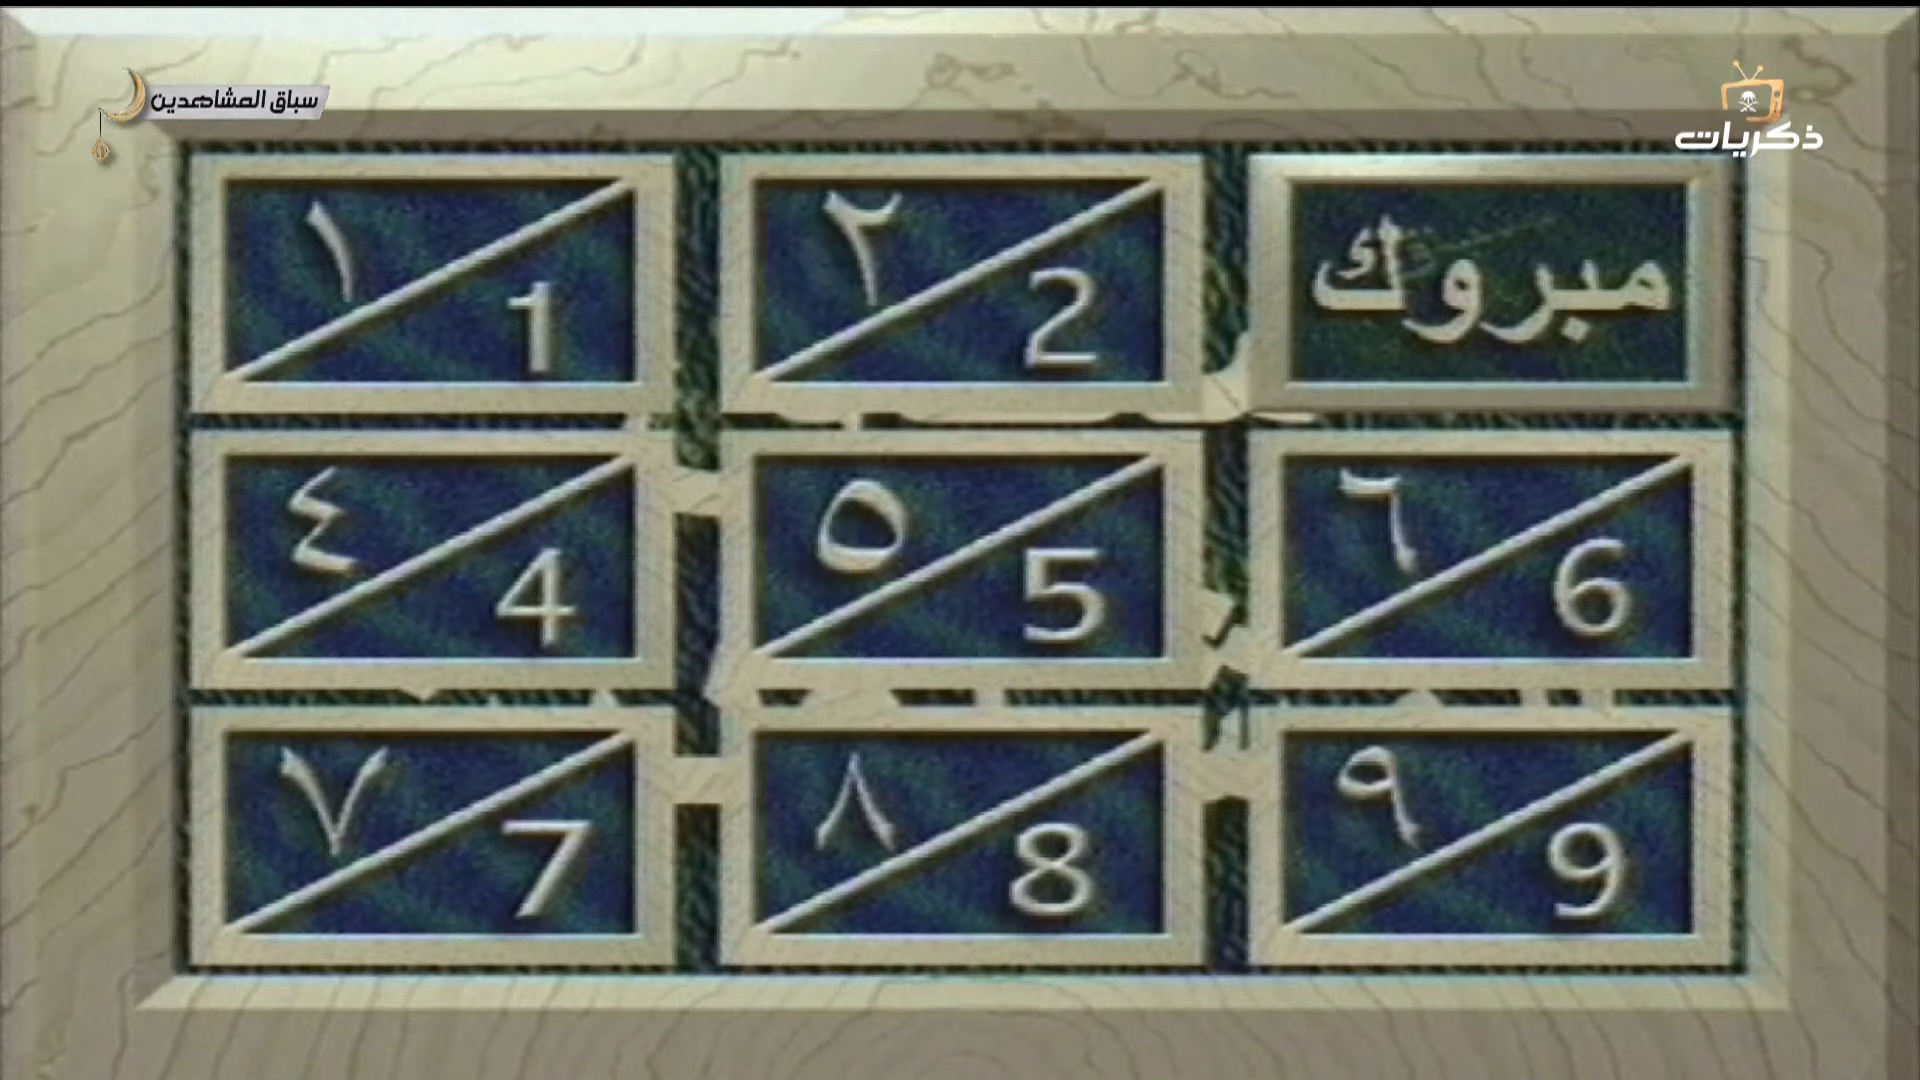 سباق المشاهدين
ذكريات
١ 1
٢ 2
مبروك
٤ 4
٥ 5
٦ 6
٧ 7
٨ 8
٩ 9